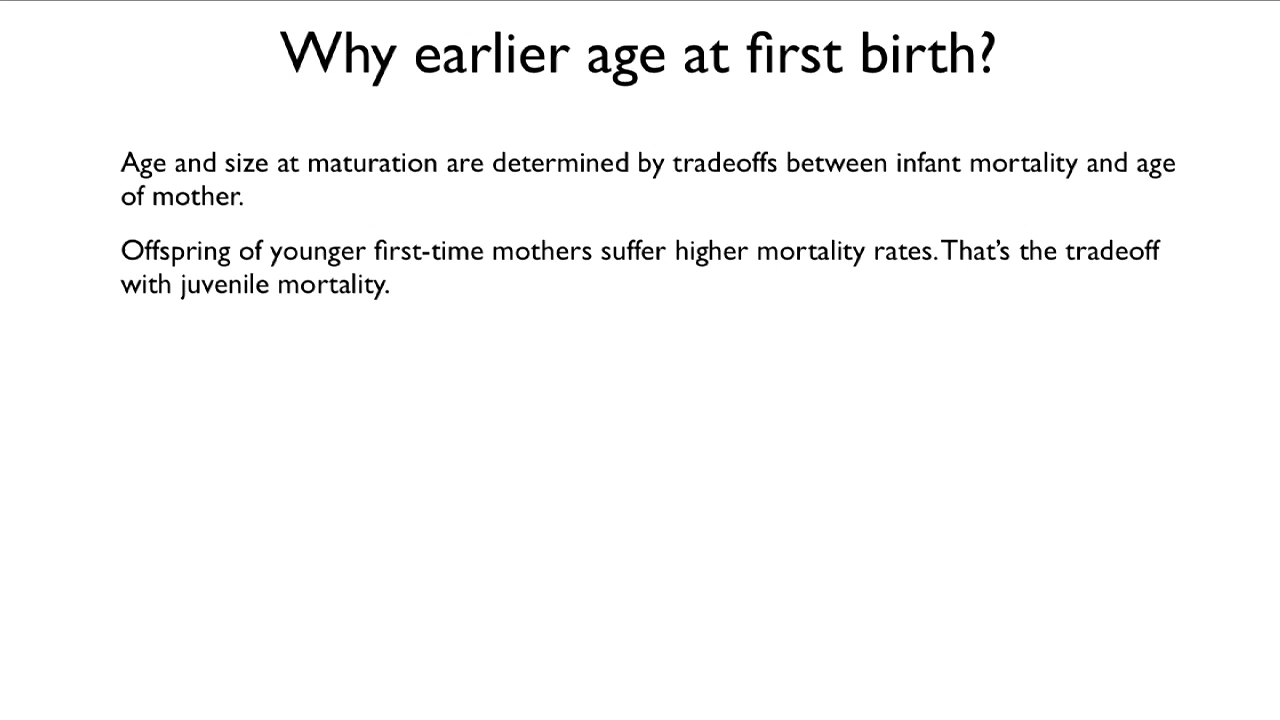 Why earlier age at first birth?
Age and size at maturation are determined by tradeoffs between infant mortality and age
of mother.
Offspring of younger first-time mothers suffer higher mortality rates. That’s the tradeoff
with juvenile mortality.